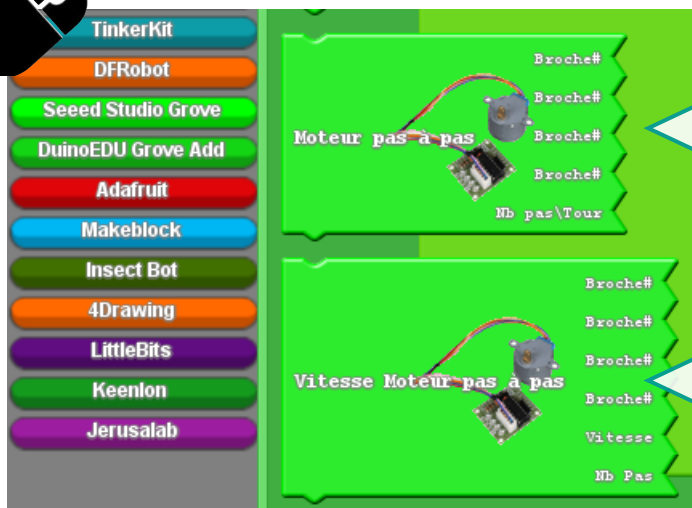 TinkerKit
DFRobot
Seeed Studio Grove
DuinoEDU Grove Add
Adafruit
Makeblock
Insect Bot
4Drawing
LittleBits
Keenlon
Jerusalab
Broche#
Broche#
Moteur pas à pas
Broche#
Broche#
Nb pas\Tour
Broche#
Broche#
Broche#
Vitesse Moteur pas à pas
Broche#
Vitesse
Nb Pas